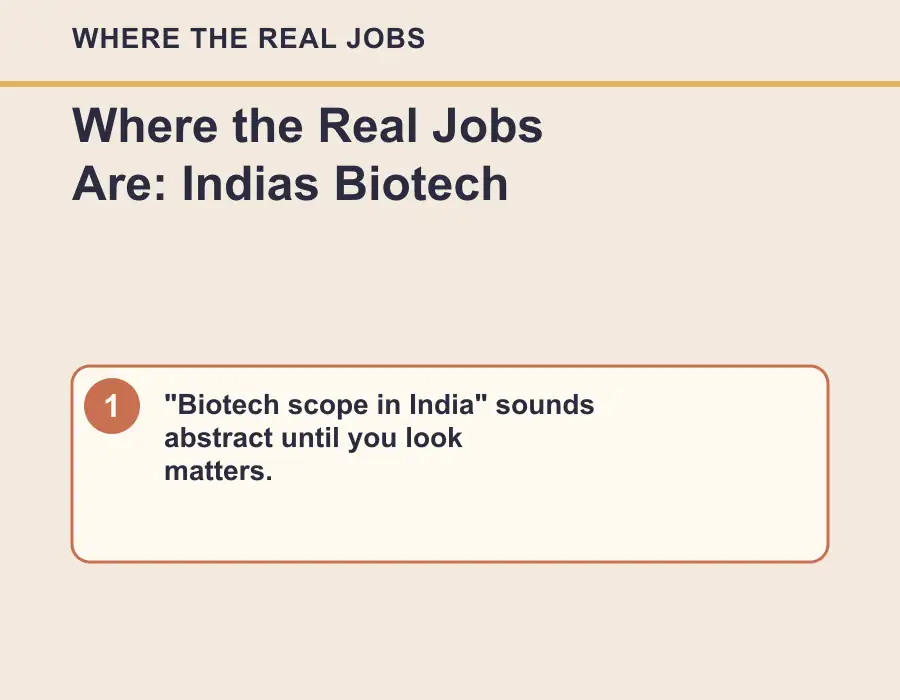 WHERE THE REAL JOBS
Where the Real Jobs
Are: Indias Biotech
1
"Biotech scope in India" sounds
abstract until you look
matters.